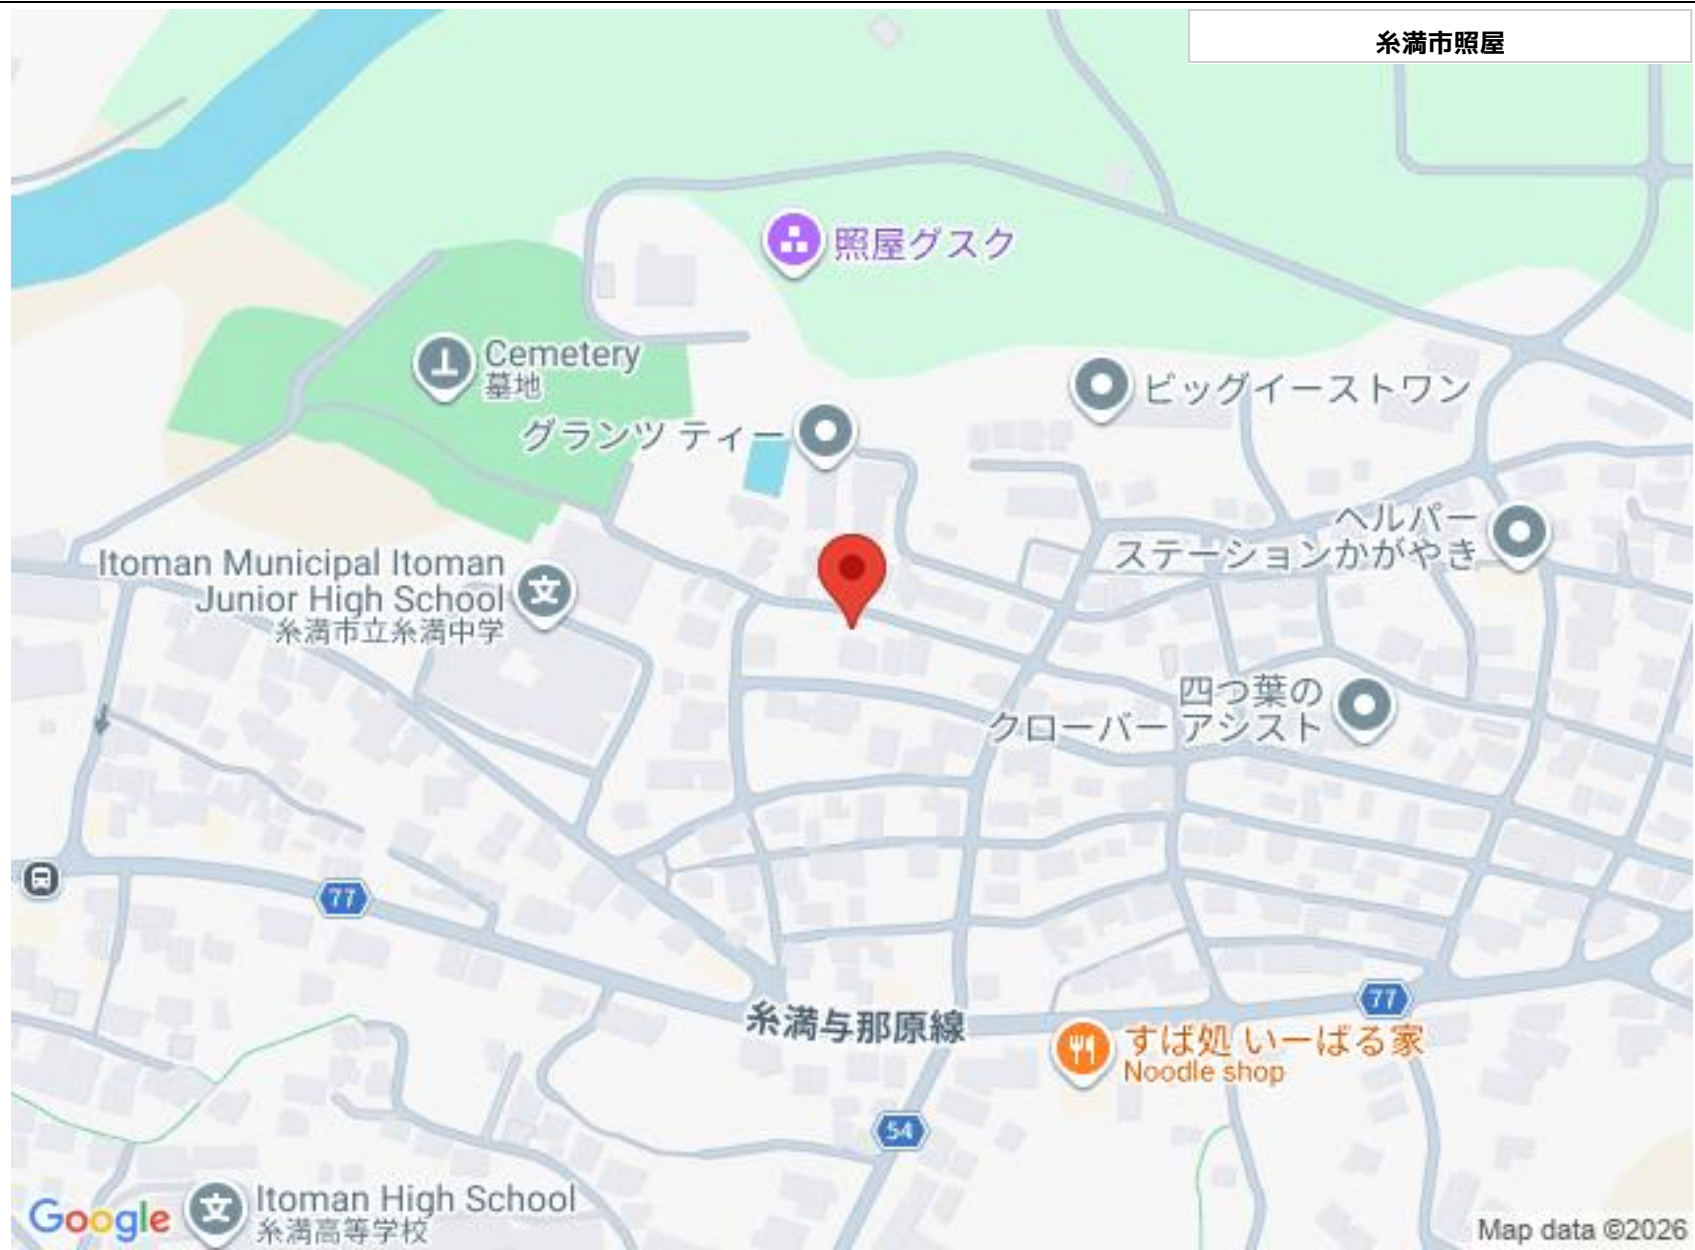 糸満市照屋
照屋グスク
Cemetery
墓地
グランツ ティー
ビッグイーストワン
ヘルパー
ステーションかがやき
Itoman Municipal Itoman
Junior High School
糸満市立糸満中学
四つ葉の
クローバー アシスト
77
77
糸満与那原線
すば処 いーばる家
Noodle shop
54
Itoman High School
糸満高等学校
Google
Map data ©2026